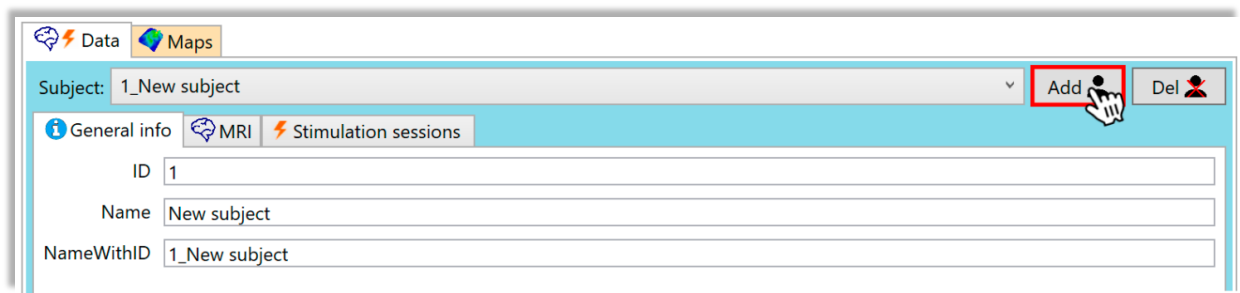 Data Maps
Subject: 1_New subject Add Del
General info MRI Stimulation sessions
ID 1
Name New subject
NameWithID 1_New subject